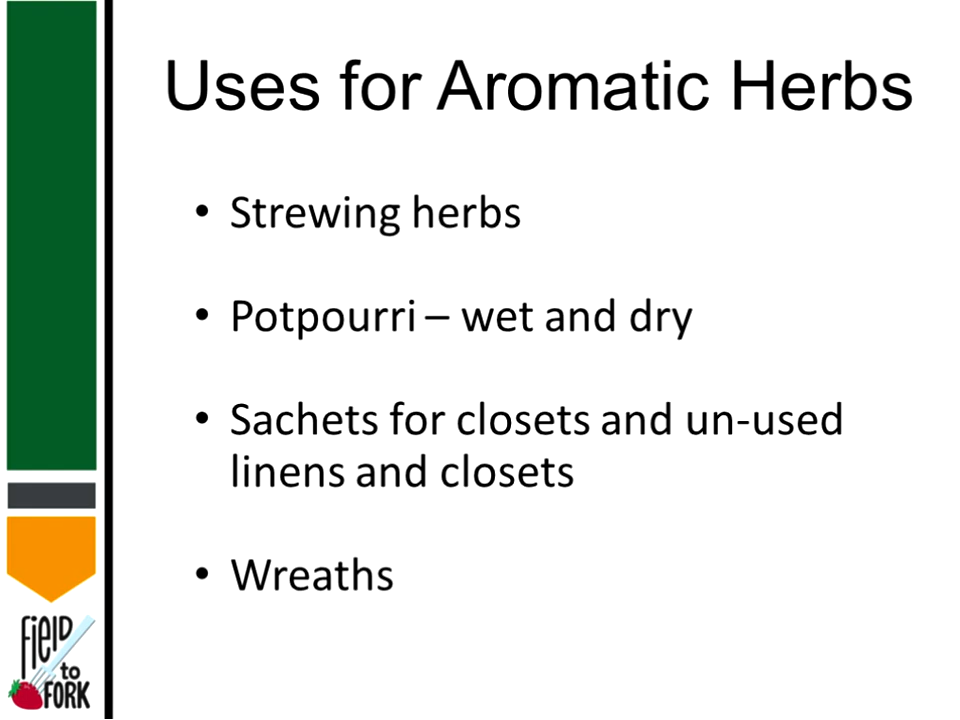 Uses for Aromatic Herbs
• Strewing herbs
• Potpourri – wet and dry
• Sachets for closets and un-used
linens and closets
• Wreaths
FiElD
to
FORK